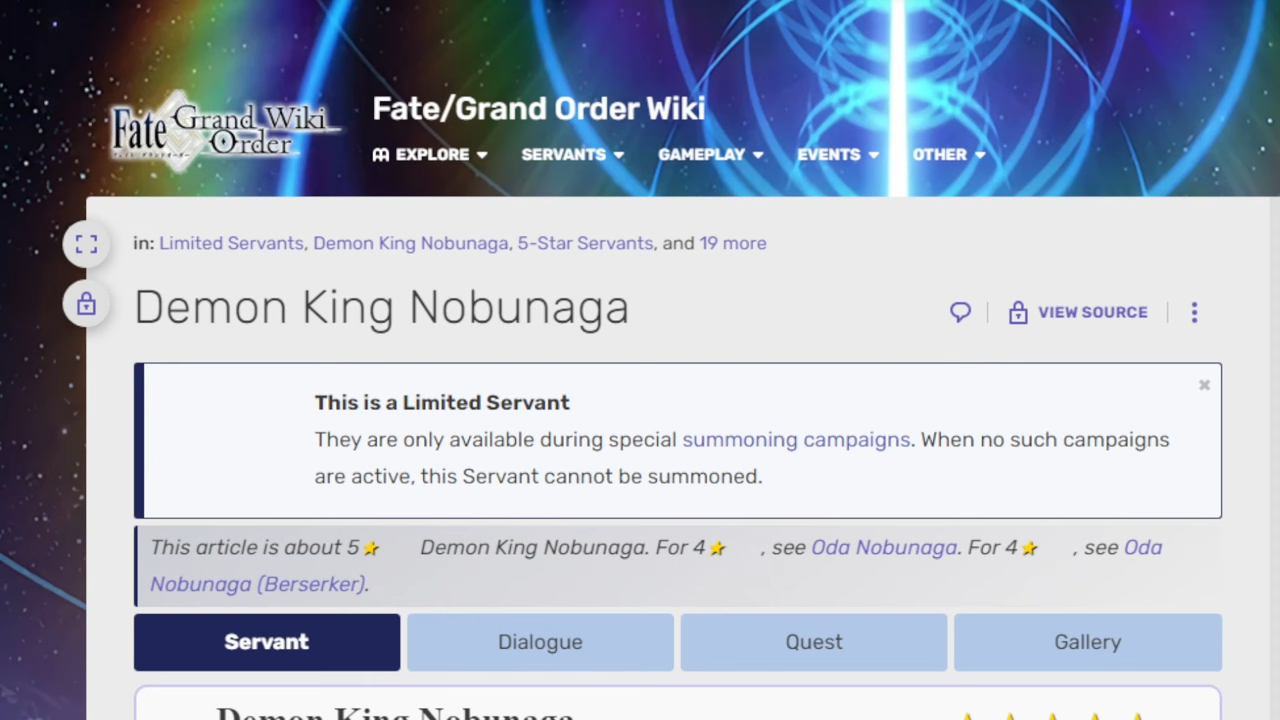 Fate Grand Wiki
Order
Fate/Grand Order Wiki
EXPLORE SERVANTS GAMEPLAY EVENTS OTHER
in: Limited Servants, Demon King Nobunaga, 5-Star Servants, and 19 more
Demon King Nobunaga
VIEW SOURCE
This is a Limited Servant
They are only available during special summoning campaigns. When no such campaigns
are active, this Servant cannot be summoned.
This article is about 5⭐ Demon King Nobunaga. For 4⭐ , see Oda Nobunaga. For 4⭐ , see Oda
Nobunaga (Berserker).
Servant Dialogue Quest Gallery
Demon King Nobunaga